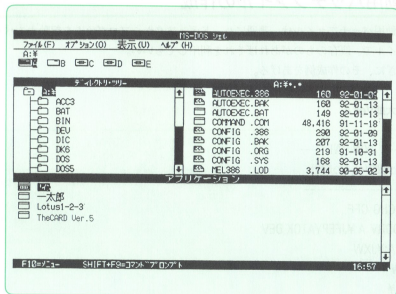 MS-DOS シェル
ファイル(F) オプション(O) 表示(U) ヘルプ(H)
A:¥
A B C D E
ディレクトリ・ツリー
A:¥
ACC3
BAT
BIN
DEU
DIC
DK6
DOS
DOS5
A:¥*.*
AUTOEXEC.386 160 92-01-09
AUTOEXEC.BAK 160 92-01-13
AUTOEXEC.BAT 149 92-01-13
COMMAND .COM 48,416 91-11-18
CONFIG .386 290 92-01-09
CONFIG .BAK 207 92-01-13
CONFIG .ORG 219 91-10-31
CONFIG .SYS 168 92-01-13
MEL386 .LOD 3,744 90-05-02
アプリケーション
一太郎
Lotus1-2-3
TheCARD Ver.5
F10=メニュー SHIFT+F9=コマンド・プロンプト 16:57